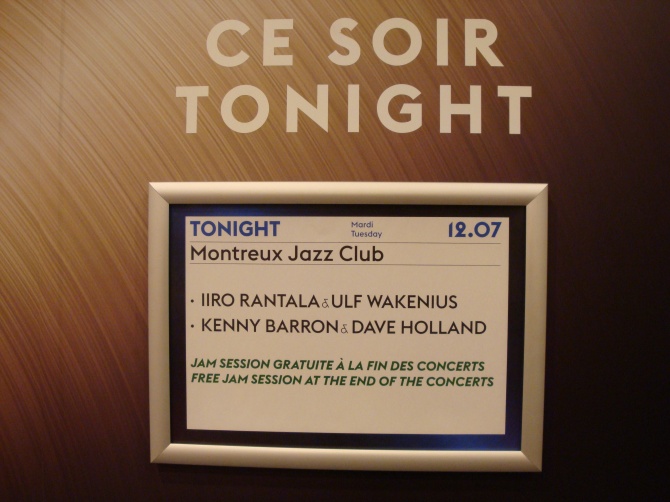 CE SOIR
TONIGHT
TONIGHT Mardi Tuesday 12.07
Montreux Jazz Club
• IIRO RANTALA & ULF WAKENIUS
• KENNY BARRON & DAVE HOLLAND
JAM SESSION GRATUITE À LA FIN DES CONCERTS
FREE JAM SESSION AT THE END OF THE CONCERTS